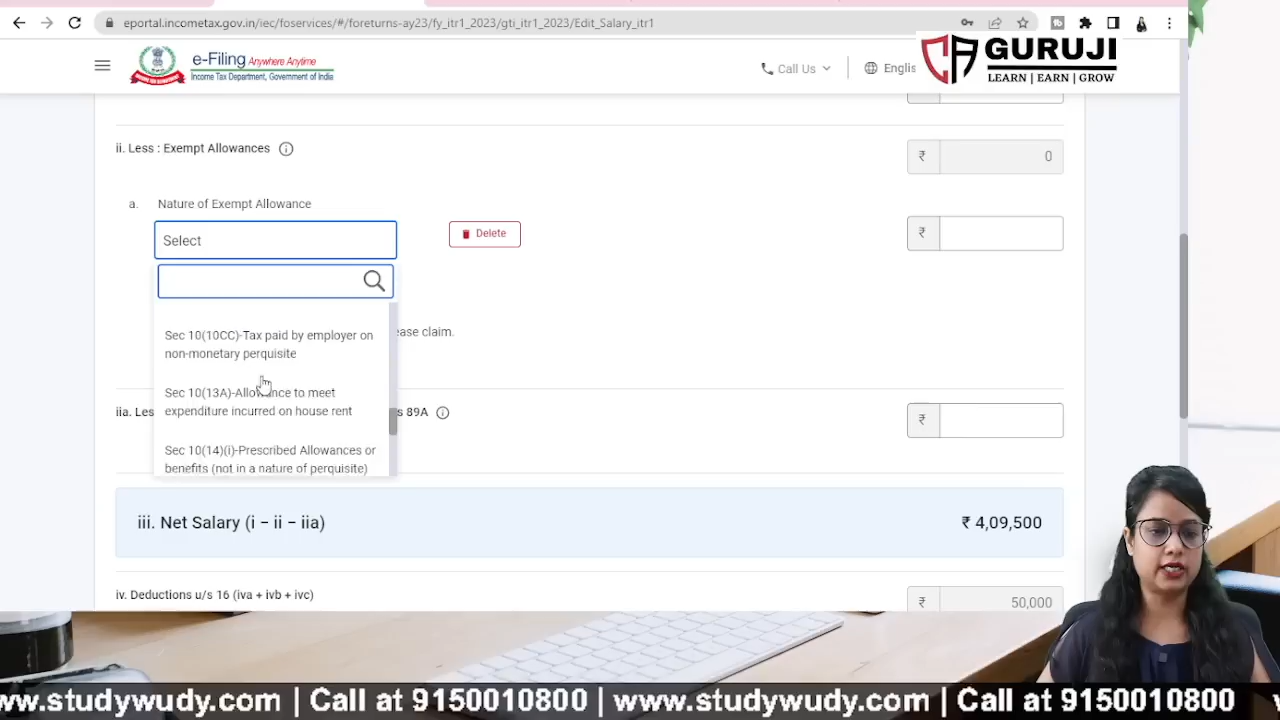 eportal.incometax.gov.in/iec/foservices/#/foreturns-ay23/fy_itr1_2023/gti_itr1_2023/Edit_Salary_itr1
e-Filing Anywhere Anytime
Income Tax Department, Government of India
Call Us
Englis
GURUJI
LEARN | EARN | GROW
ii. Less : Exempt Allowances
₹ 0
a. Nature of Exempt Allowance
Select
Delete
₹
Sec 10(10CC)-Tax paid by employer on
non-monetary perquisite
ease claim.
Sec 10(13A)-Allowance to meet
expenditure incurred on house rent
iia. Les
s 89A
₹
Sec 10(14)(i)-Prescribed Allowances or
benefits (not in a nature of perquisite)
iii. Net Salary (i − ii − iia)
₹ 4,09,500
iv. Deductions u/s 16 (iva + ivb + ivc)
₹ 50,000
ww.studywudy.com | Call at 9150010800 | www.studywudy.com | Call at 9150010800